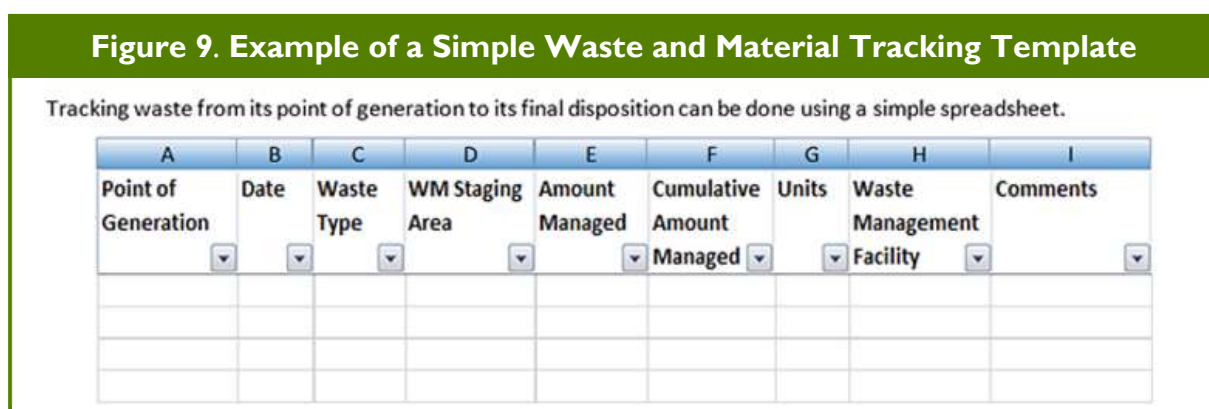 Figure 9. Example of a Simple Waste and Material Tracking Template
Tracking waste from its point of generation to its final disposition can be done using a simple spreadsheet.
A B C D E F G H I
Point of Date Waste WM Staging Amount Cumulative Units Waste Comments
Generation Type Area Managed Amount Management
Managed Facility